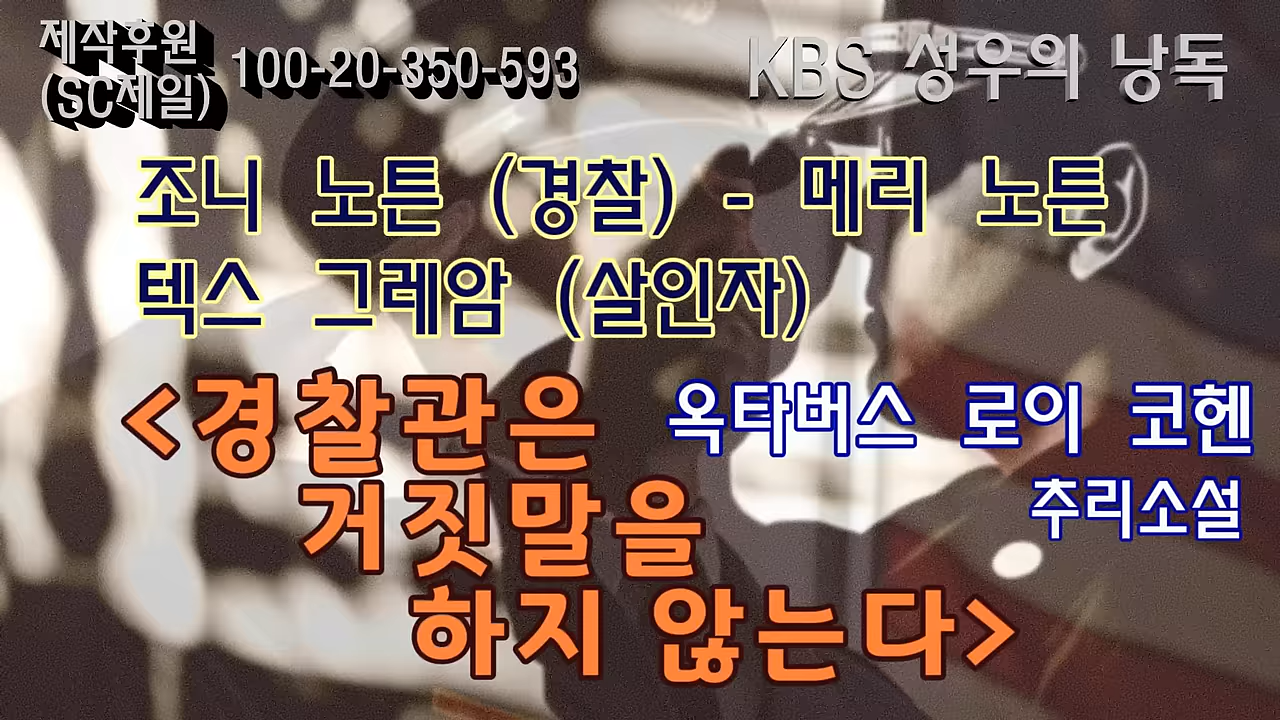 제작후원
(SC제일) 100-20-350-593
KBS 성우의 낭독
조니 노튼 (경찰) - 메리 노튼
텍스 그레암 (살인자)
<경찰관은
거짓말을
하지 않는다>
옥타버스 로이 코헨
추리소설